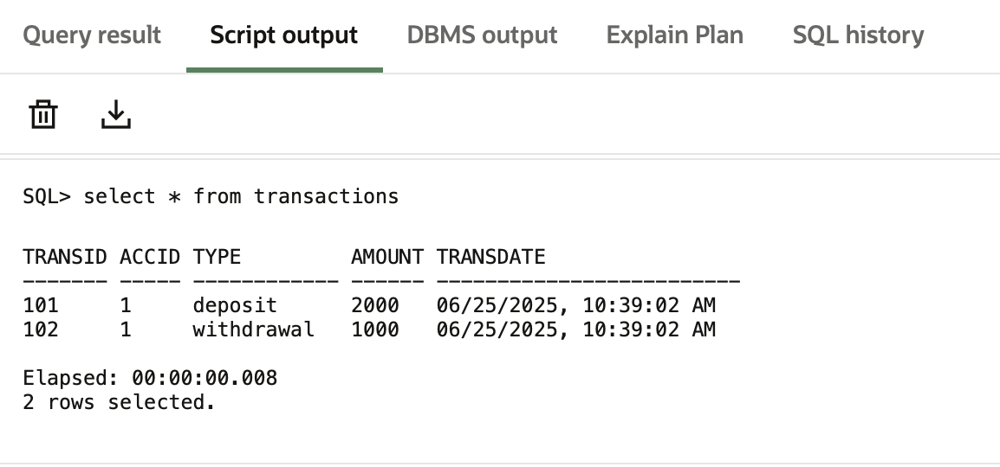 Query result Script output DBMS output Explain Plan SQL history
SQL> select * from transactions
TRANSID ACCID TYPE         AMOUNT TRANSDATE
------- ----- ------------ ------ -------------------------
101     1     deposit      2000   06/25/2025, 10:39:02 AM
102     1     withdrawal   1000   06/25/2025, 10:39:02 AM
Elapsed: 00:00:00.008
2 rows selected.